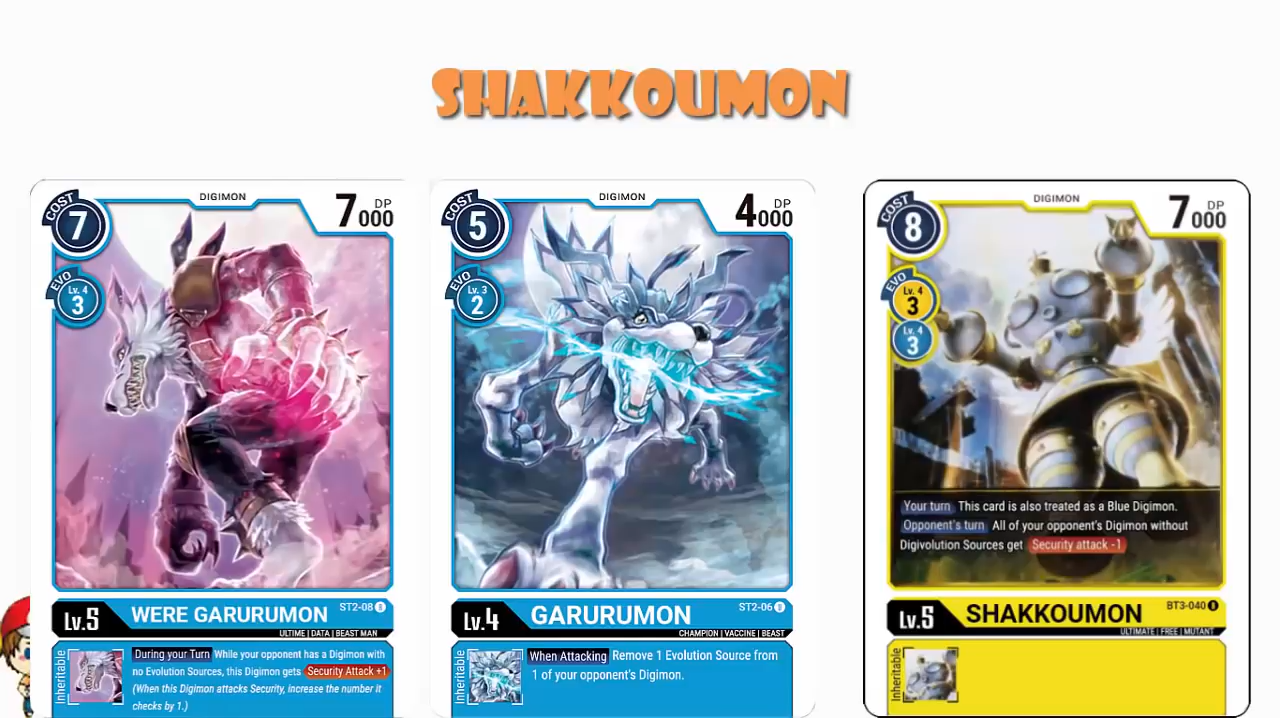 SHAKKOUMON
COST
7
DIGIMON
7000
DP
EVO
Lv. 4
3
Lv.5
WERE GARURUMON
ST2-08
ULTIME | DATA | BEAST MAN
Inheritable
During your Turn While your opponent has a Digimon with
no Evolution Sources, this Digimon gets Security Attack +1
(When this Digimon attacks Security, increase the number it
checks by 1.)
COST
5
DIGIMON
4000
DP
EVO
Lv. 3
2
Lv.4
GARURUMON
ST2-06
CHAMPION | VACCINE | BEAST
Inheritable
When Attacking Remove 1 Evolution Source from
1 of your opponent's Digimon.
COST
8
DIGIMON
7000
DP
EVO
Lv. 4
3
Lv. 4
3
Your turn This card is also treated as a Blue Digimon.
Opponent's turn All of your opponent's Digimon without
Digivolution Sources get Security attack -1
Lv.5
SHAKKOUMON
BT3-040
ULTIMATE | FREE | MUTANT
Inheritable